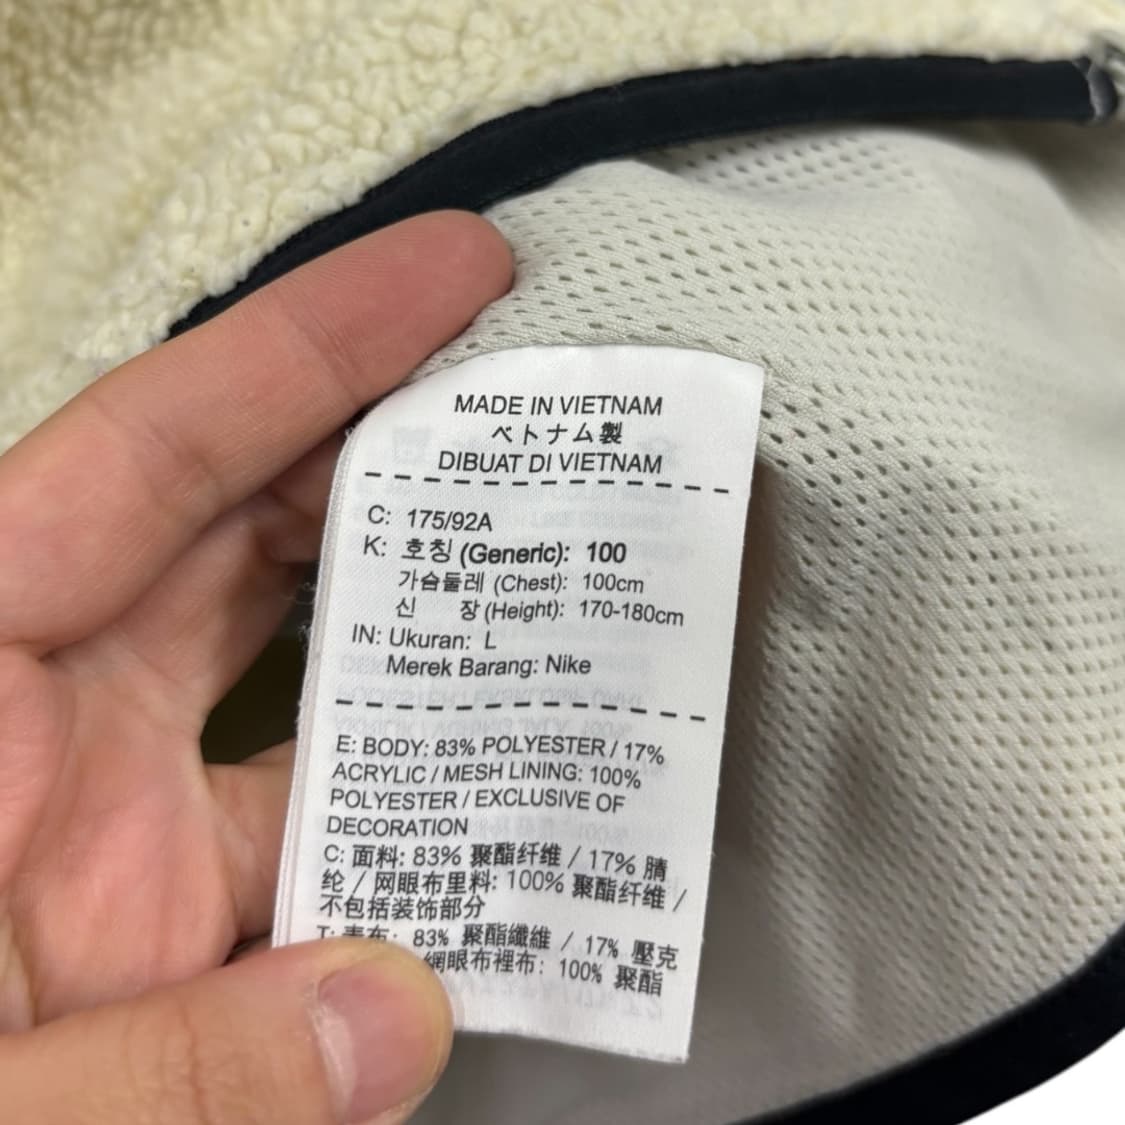 MADE IN VIETNAM
ベトナム製
DIBUAT DI VIETNAM
C: 175/92A
K: 호칭 (Generic): 100
가슴둘레 (Chest): 100cm
신 장 (Height): 170-180cm
IN: Ukuran: L
Merek Barang: Nike
E: BODY: 83% POLYESTER / 17%
ACRYLIC / MESH LINING: 100%
POLYESTER / EXCLUSIVE OF
DECORATION
C: 面料: 83% 聚酯纤维 / 17% 腈
纶 / 网眼布里料: 100% 聚酯纤维 /
不包括装饰部分
T: 表布: 83% 聚酯纖維 / 17% 壓克
網眼布裡布: 100% 聚酯